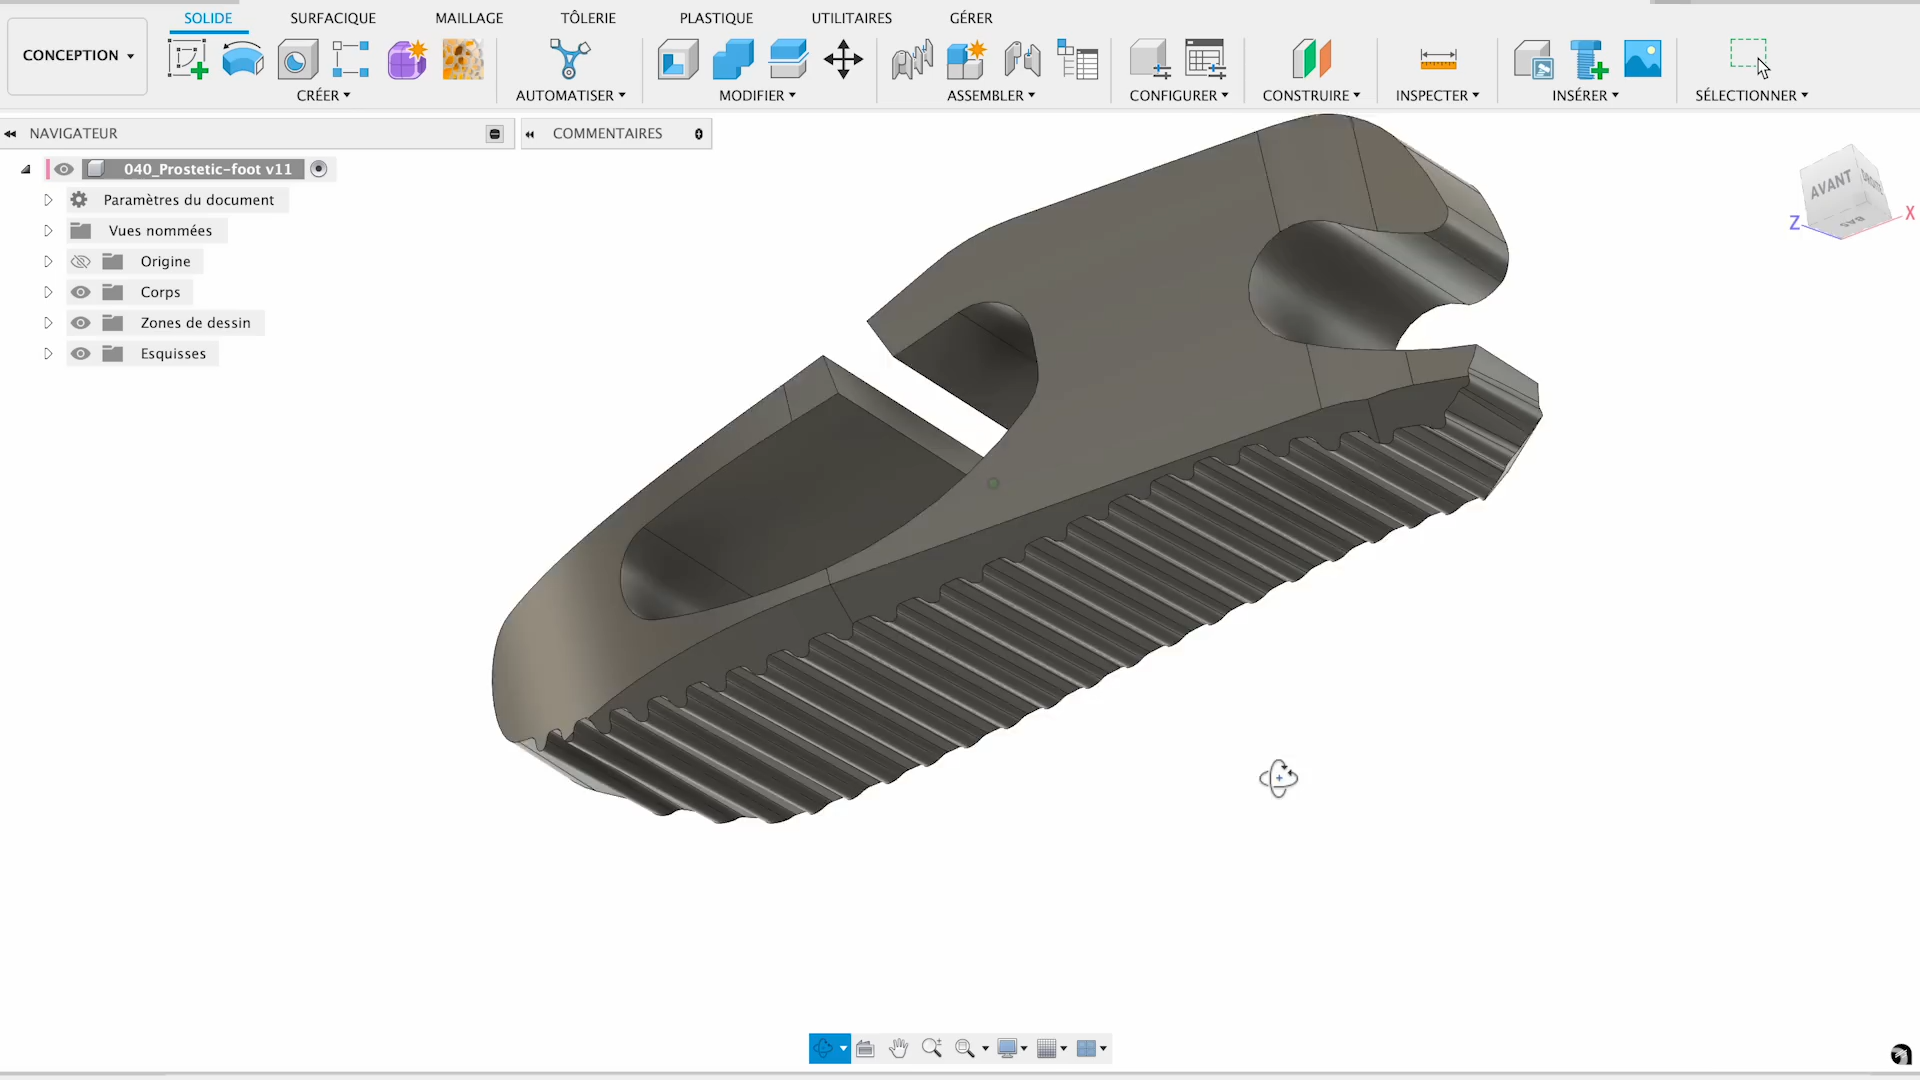 SOLIDE SURFACIQUE MAILLAGE TÔLERIE PLASTIQUE UTILITAIRES GÉRER
CONCEPTION
CRÉER AUTOMATISER MODIFIER ASSEMBLER CONFIGURER CONSTRUIRE INSPECTER INSÉRER SÉLECTIONNER
NAVIGATEUR COMMENTAIRES
040_Prostetic-foot v11
Paramètres du document
Vues nommées
Origine
Corps
Zones de dessin
Esquisses
AVANT
BAS
Z
X